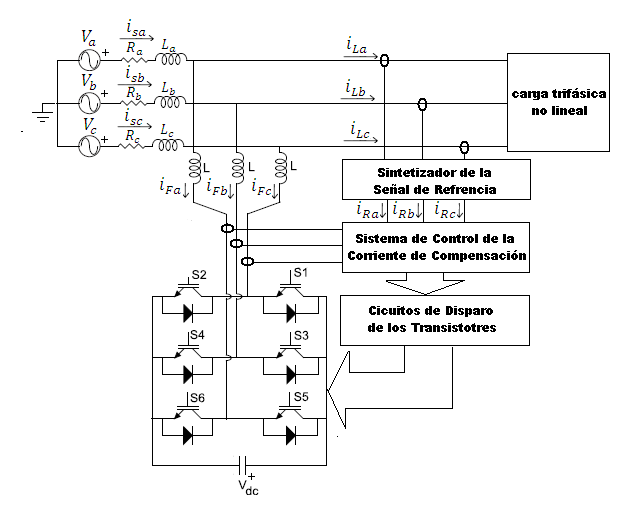 V_a + i_sa R_a L_a i_La
V_b + i_sb R_b L_b i_Lb
V_c + i_sc R_c L_c i_Lc
carga trifásica
no lineal
L L L
i_Fa i_Fb i_Fc
Sintetizador de la
Señal de Refrencia
i_Ra i_Rb i_Rc
Sistema de Control de la
Corriente de Compensación
S2 S1
Cicuitos de Disparo
de los Transistotres
S4 S3
S6 S5
+
V_dc